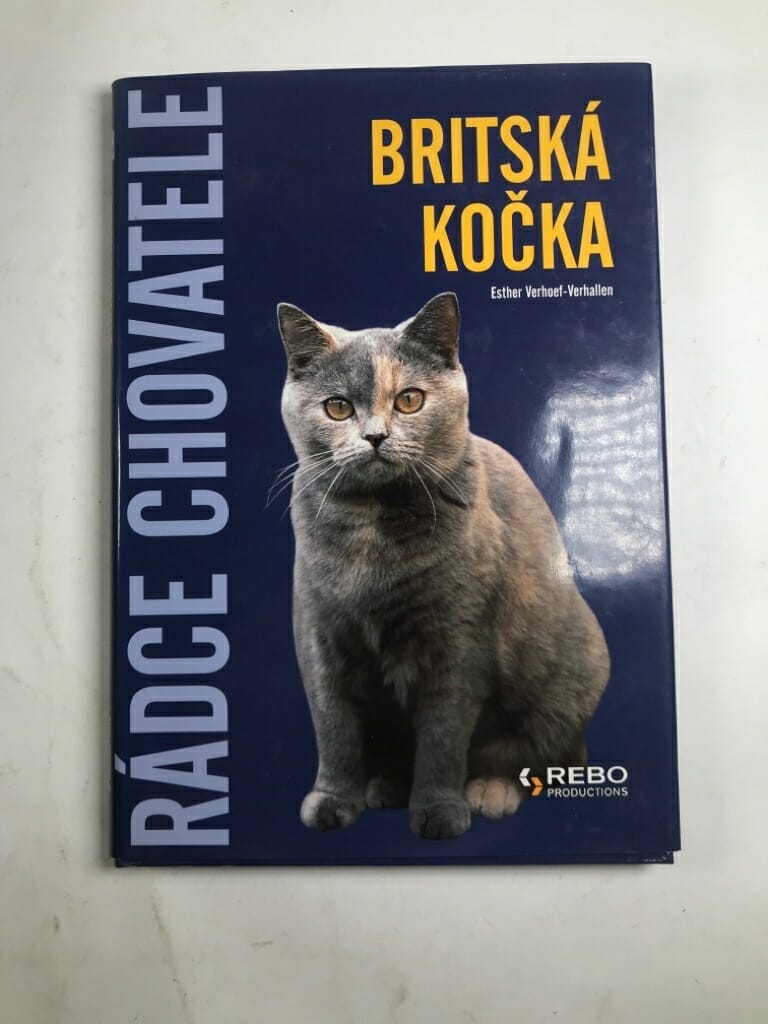 RÁDCE CHOVATELE
BRITSKÁ
KOČKA
Esther Verhoef-Verhallen
REBO
PRODUCTIONS